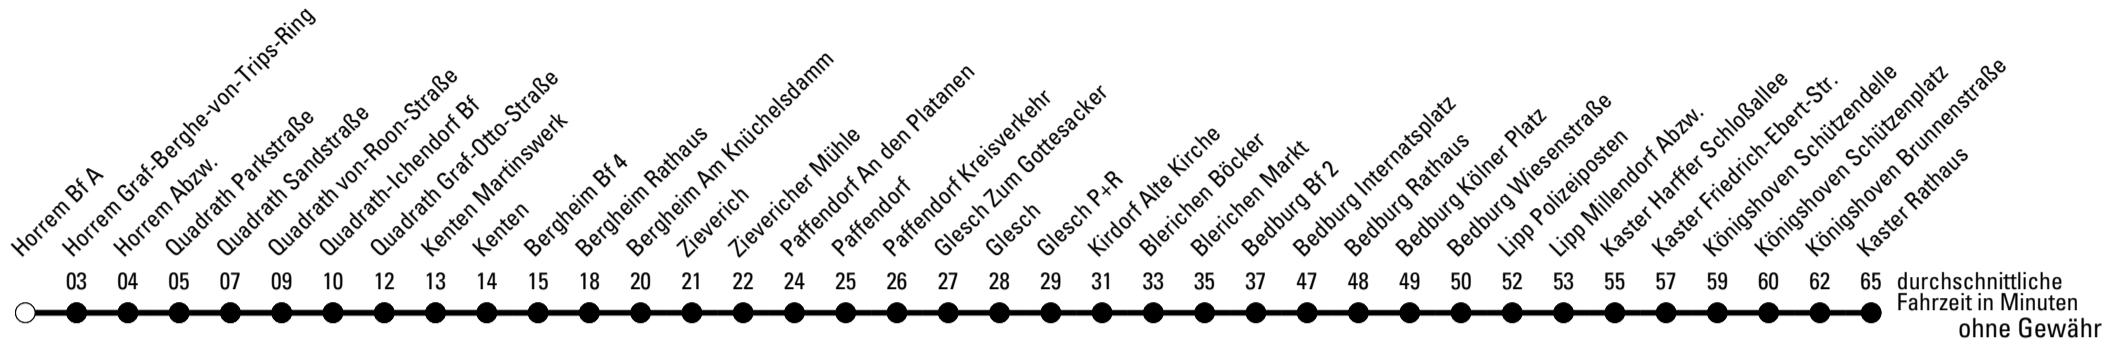 Horrem Bf A
Horrem Graf-Berghe-von-Trips-Ring
Horrem Abzw.
Quadrath Parkstraße
Quadrath Sandstraße
Quadrath von-Roon-Straße
Quadrath-Ichendorf Bf
Quadrath Graf-Otto-Straße
Kenten Martinswerk
Kenten
Bergheim Bf 4
Bergheim Rathaus
Bergheim Am Knüchelsdamm
Zieverich
Zievericher Mühle
Paffendorf An den Platanen
Paffendorf
Paffendorf Kreisverkehr
Glesch Zum Gottesacker
Glesch
Glesch P+R
Kirdorf Alte Kirche
Blerichen Böcker
Blerichen Markt
Bedburg Bf 2
Bedburg Internatsplatz
Bedburg Rathaus
Bedburg Kölner Platz
Bedburg Wiesenstraße
Lipp Polizeiposten
Lipp Millendorf Abzw.
Kaster Harffer Schloßallee
Kaster Friedrich-Ebert-Str.
Königshoven Schützendelle
Königshoven Schützenplatz
Königshoven Brunnenstraße
Kaster Rathaus
03 04 05 07 09 10 12 13 14 15 18 20 21 22 24 25 26 27 28 29 31 33 35 37 47 48 49 50 52 53 55 57 59 60 62 65 durchschnittliche
Fahrzeit in Minuten
ohne Gewähr